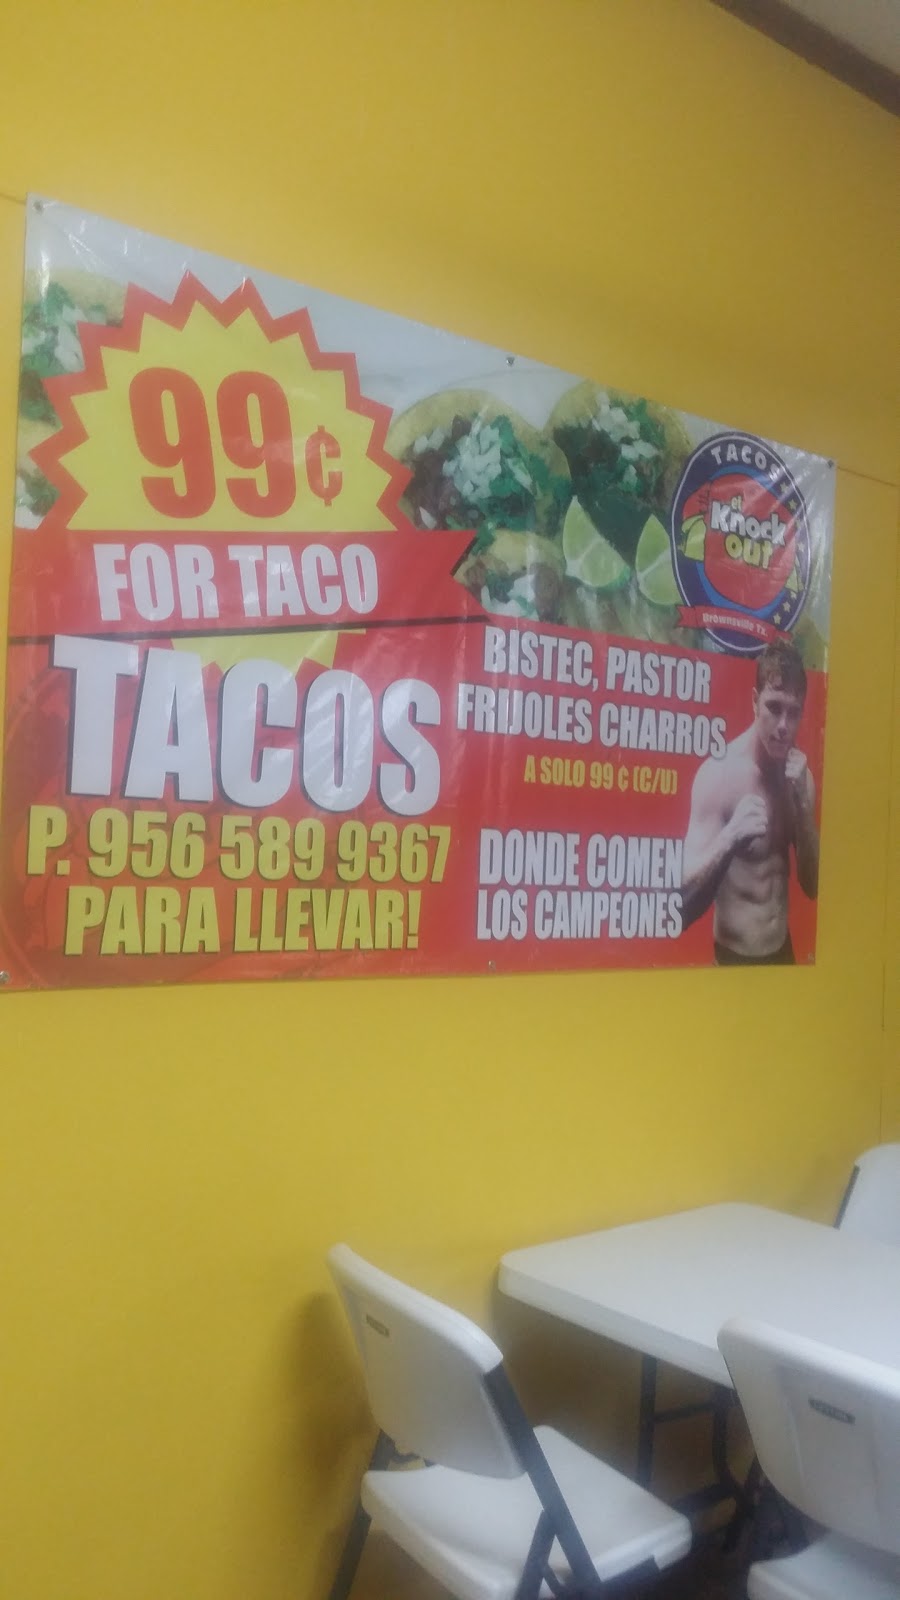 99¢
FOR TACO
TACOS
P. 956 589 9367
PARA LLEVAR!
TACOS
el
Knock
out
Brownsville Tx.
BISTEC, PASTOR
FRIJOLES CHARROS
A SOLO 99 ¢ (C/U)
DONDE COMEN
LOS CAMPEONES